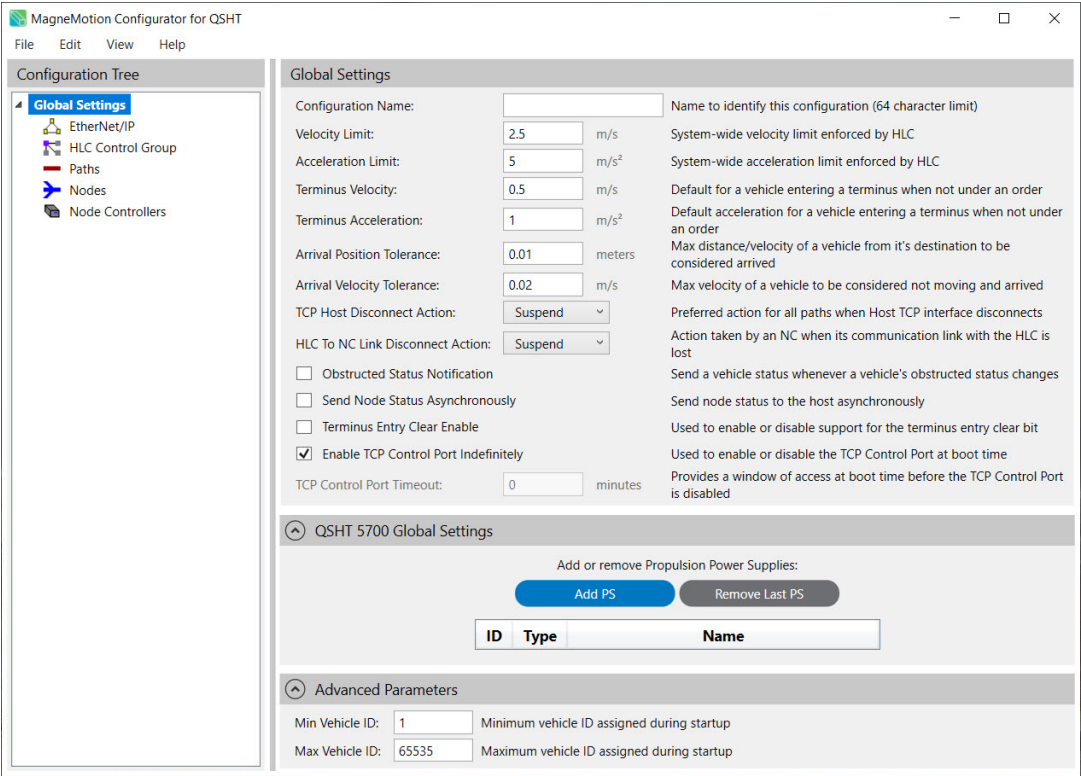 MagneMotion Configurator for QSHT
File Edit View Help
Configuration Tree
Global Settings
EtherNet/IP
HLC Control Group
Paths
Nodes
Node Controllers
Global Settings
Configuration Name: Name to identify this configuration (64 character limit)
Velocity Limit: 2.5 m/s System-wide velocity limit enforced by HLC
Acceleration Limit: 5 m/s² System-wide acceleration limit enforced by HLC
Terminus Velocity: 0.5 m/s Default for a vehicle entering a terminus when not under an order
Terminus Acceleration: 1 m/s² Default acceleration for a vehicle entering a terminus when not under
an order
Arrival Position Tolerance: 0.01 meters Max distance/velocity of a vehicle from it's destination to be
considered arrived
Arrival Velocity Tolerance: 0.02 m/s Max velocity of a vehicle to be considered not moving and arrived
TCP Host Disconnect Action: Suspend Preferred action for all paths when Host TCP interface disconnects
HLC To NC Link Disconnect Action: Suspend Action taken by an NC when its communication link with the HLC is
lost
Obstructed Status Notification Send a vehicle status whenever a vehicle's obstructed status changes
Send Node Status Asynchronously Send node status to the host asynchronously
Terminus Entry Clear Enable Used to enable or disable support for the terminus entry clear bit
Enable TCP Control Port Indefinitely Used to enable or disable the TCP Control Port at boot time
TCP Control Port Timeout: 0 minutes Provides a window of access at boot time before the TCP Control Port
is disabled
QSHT 5700 Global Settings
Add or remove Propulsion Power Supplies:
Add PS Remove Last PS
ID Type Name
Advanced Parameters
Min Vehicle ID: 1 Minimum vehicle ID assigned during startup
Max Vehicle ID: 65535 Maximum vehicle ID assigned during startup